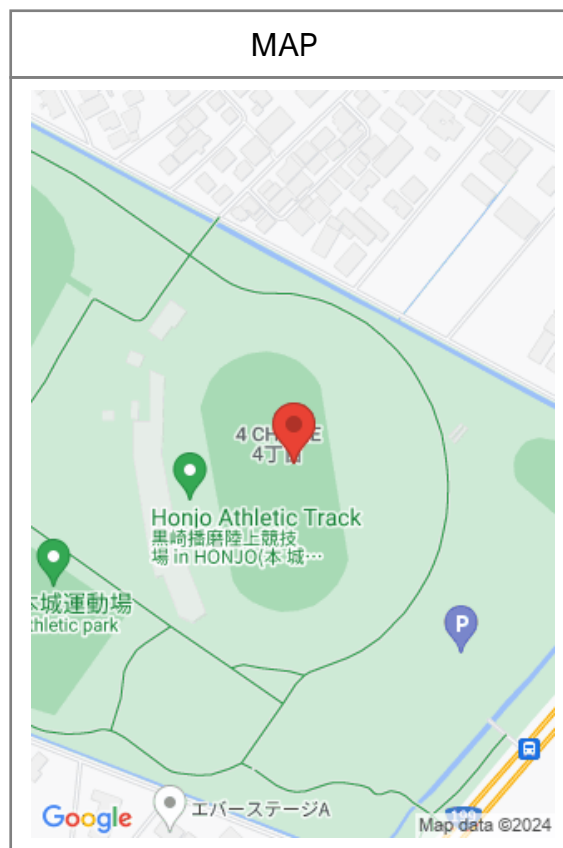 MAP
4 CH
4丁目
Honjo Athletic Track
黒崎播磨陸上競技
場 in HONJO(本城…
城運動場
thletic park
P
エバーステージA
199
Google
Map data ©2024